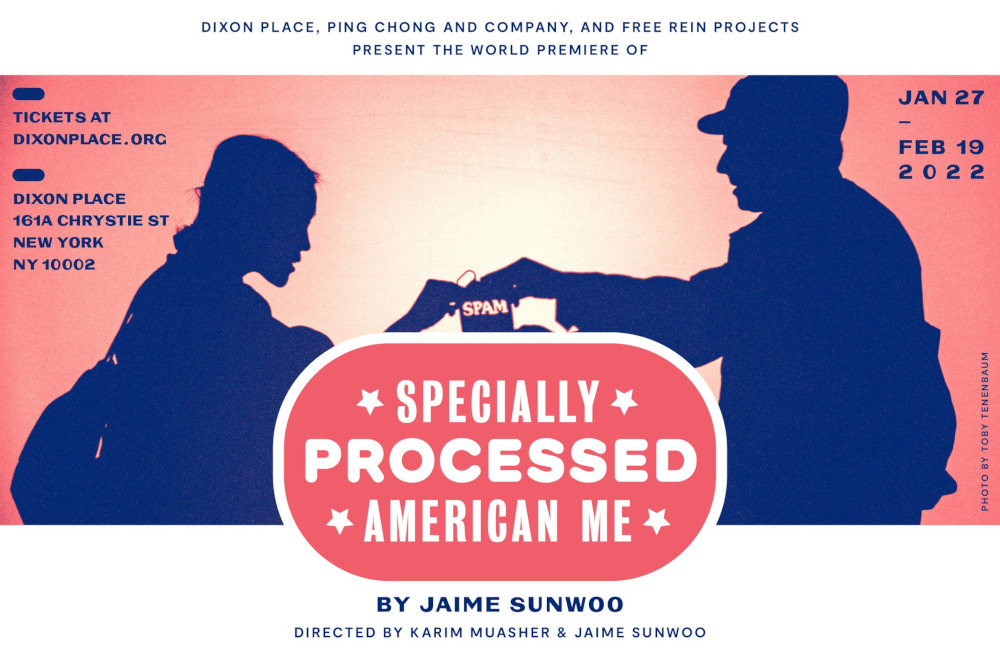 DIXON PLACE, PING CHONG AND COMPANY, AND FREE REIN PROJECTS
PRESENT THE WORLD PREMIERE OF
TICKETS AT
DIXONPLACE.ORG
DIXON PLACE
161A CHRYSTIE ST
NEW YORK
NY 10002
JAN 27
–
FEB 19
2022
SPAM
SPECIALLY
PROCESSED
AMERICAN ME
PHOTO BY TOBY TENENBAUM
BY JAIME SUNWOO
DIRECTED BY KARIM MUASHER & JAIME SUNWOO